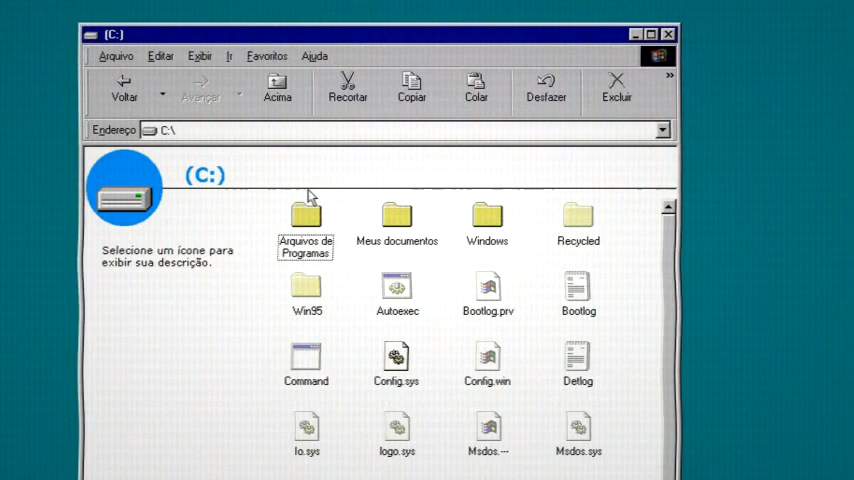 (C:)
Arquivo Editar Exibir Ir Favoritos Ajuda
»
Voltar Avançar Acima Recortar Copiar Colar Desfazer Excluir
Endereço C:\
(C:)
Selecione um ícone para
exibir sua descrição.
Arquivos de
Programas
Meus documentos
Windows
Recycled
Win95
Autoexec
Bootlog.prv
Bootlog
Command
Config.sys
Config.win
Detlog
Io.sys
logo.sys
Msdos.---
Msdos.sys